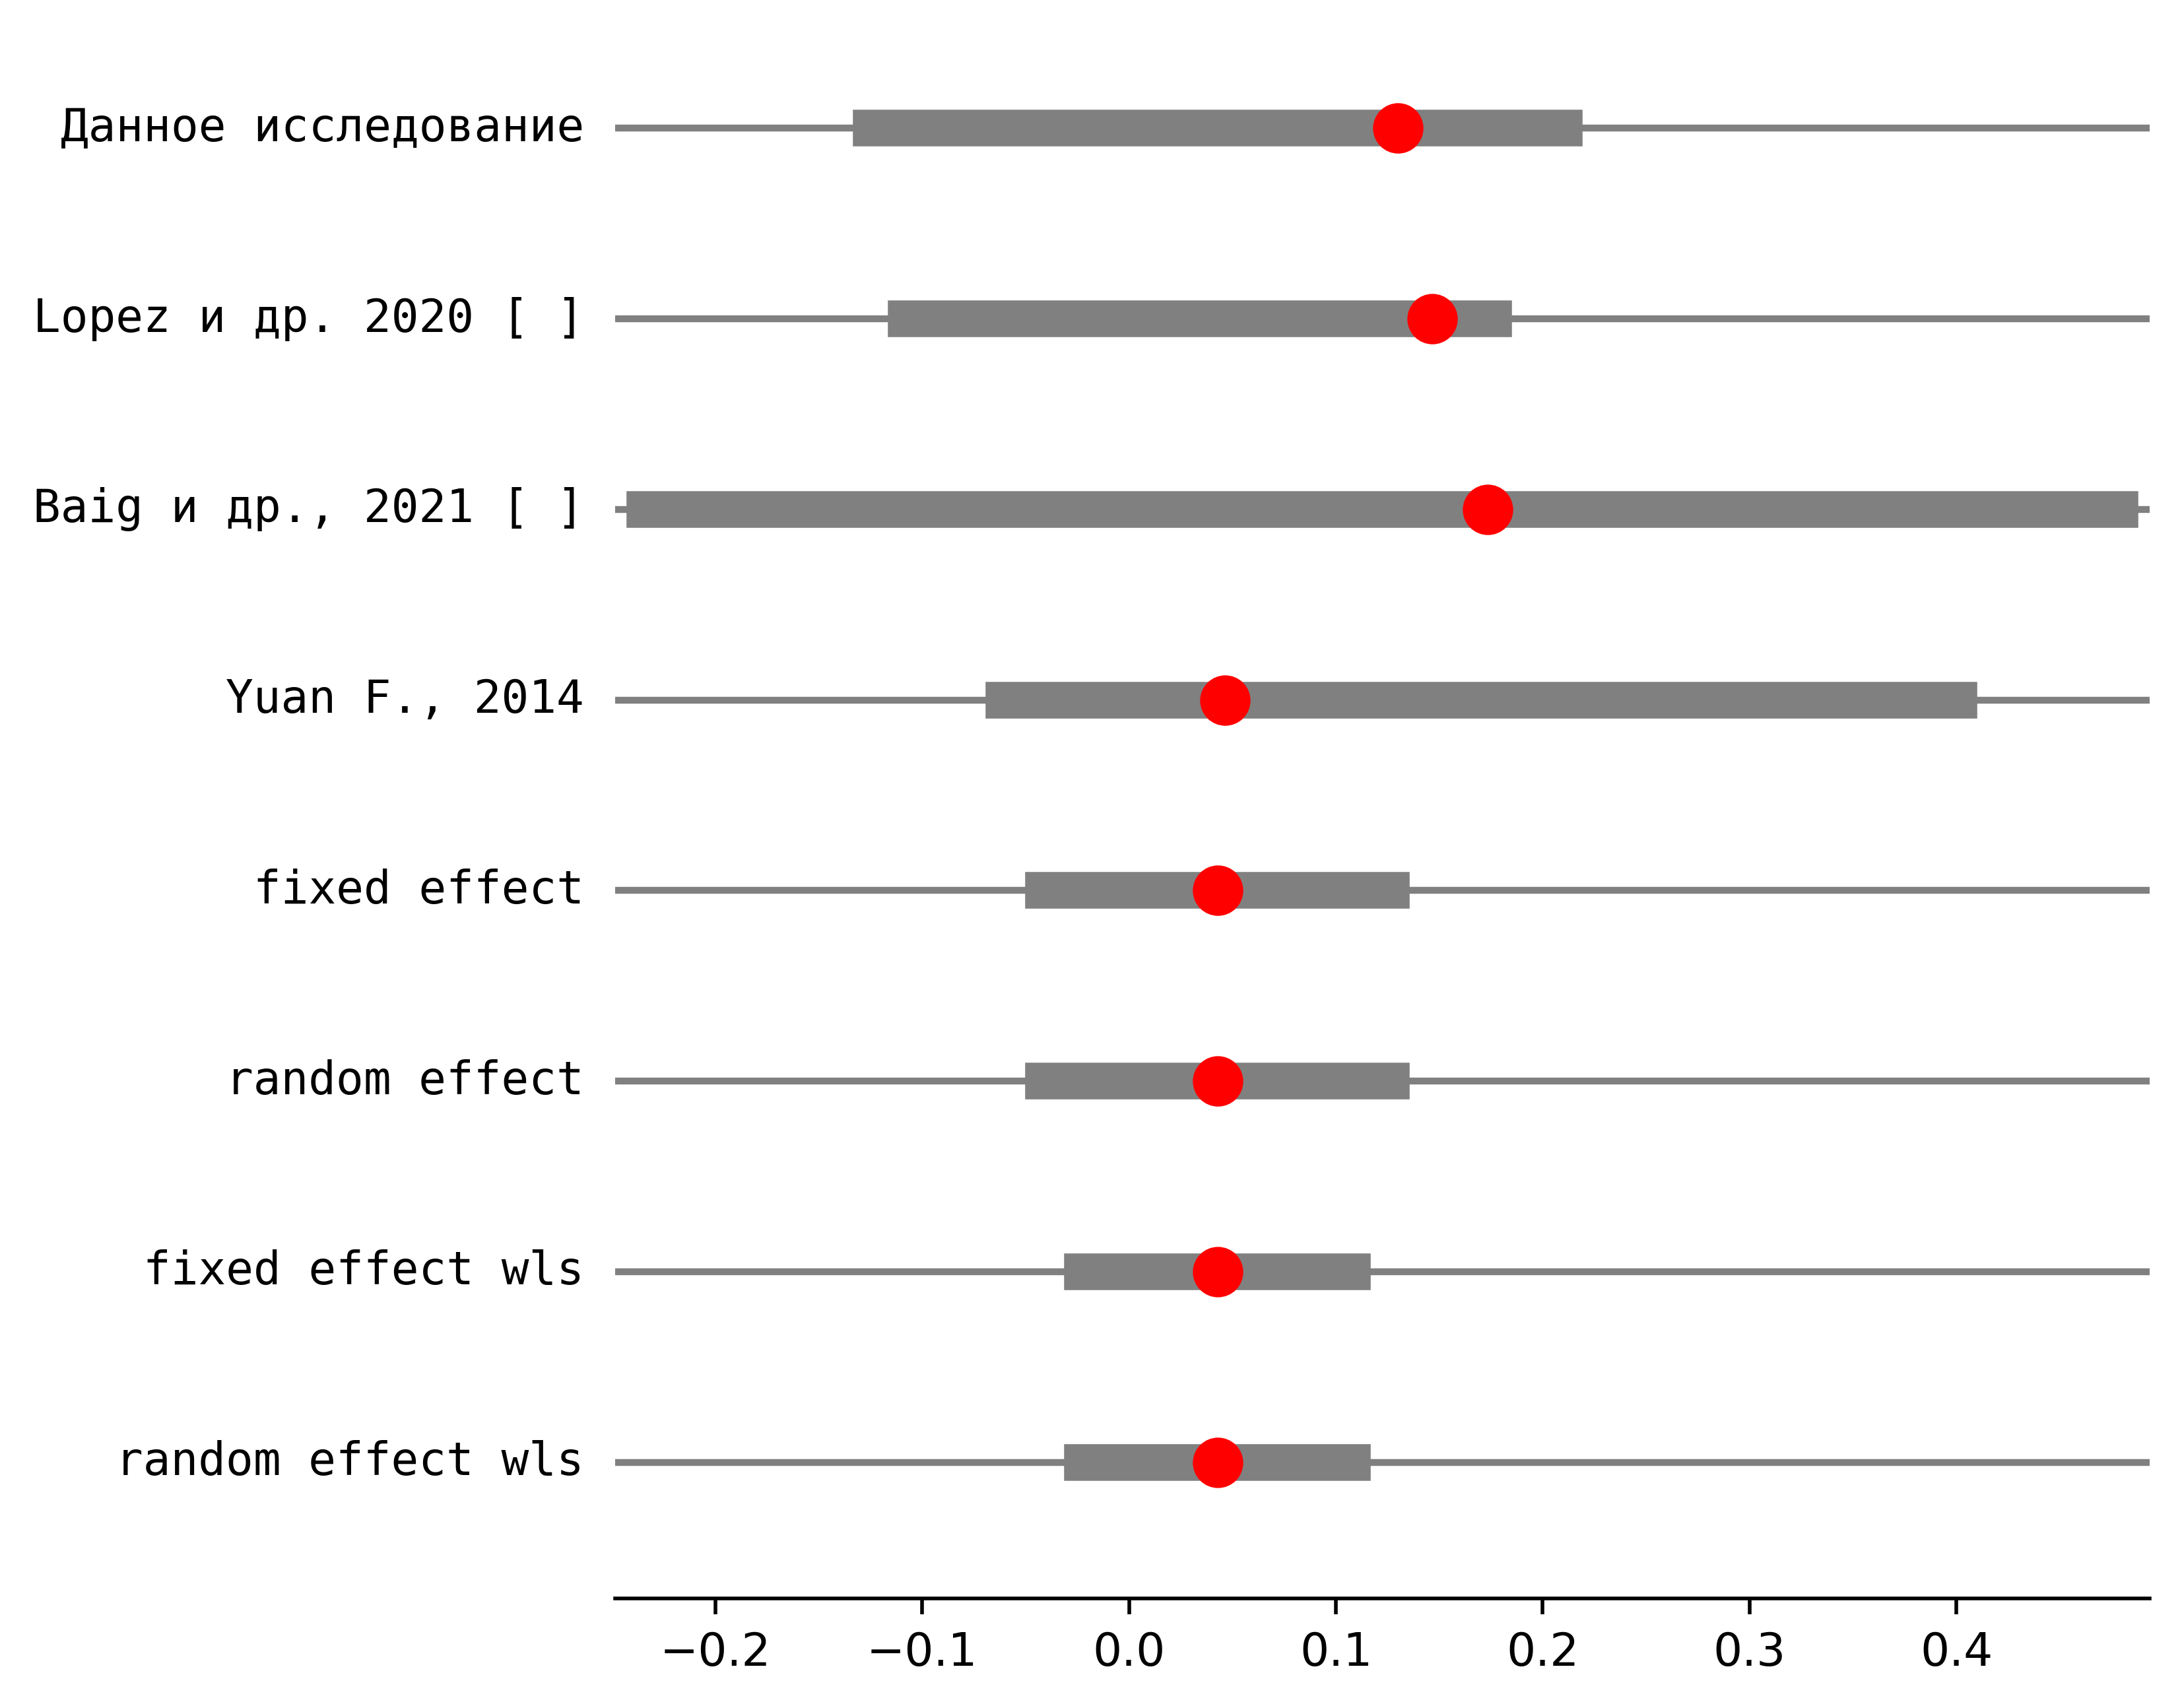 Данное исследование
Lopez и др. 2020 [ ]
Baig и др., 2021 [ ]
Yuan F., 2014
fixed effect
random effect
fixed effect wls
random effect wls
−0.2 −0.1 0.0 0.1 0.2 0.3 0.4